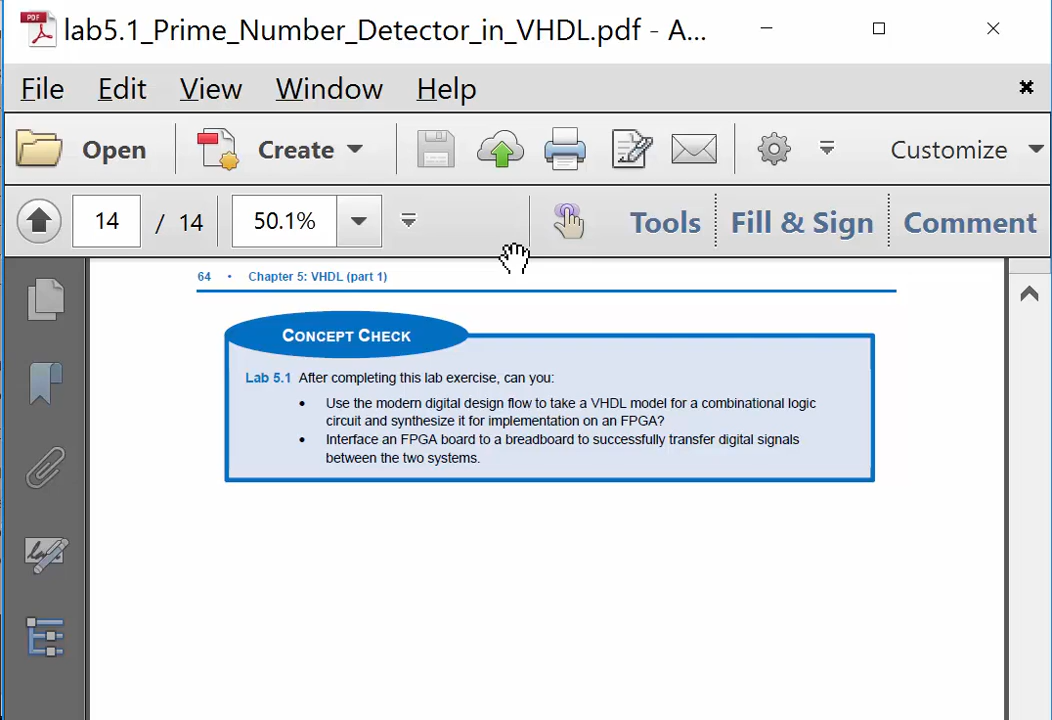 PDF
lab5.1_Prime_Number_Detector_in_VHDL.pdf - A...
File Edit View Window Help
Open Create Customize
14 / 14 50.1% Tools Fill & Sign Comment
64 • Chapter 5: VHDL (part 1)
CONCEPT CHECK
Lab 5.1 After completing this lab exercise, can you:
• Use the modern digital design flow to take a VHDL model for a combinational logic
circuit and synthesize it for implementation on an FPGA?
• Interface an FPGA board to a breadboard to successfully transfer digital signals
between the two systems.